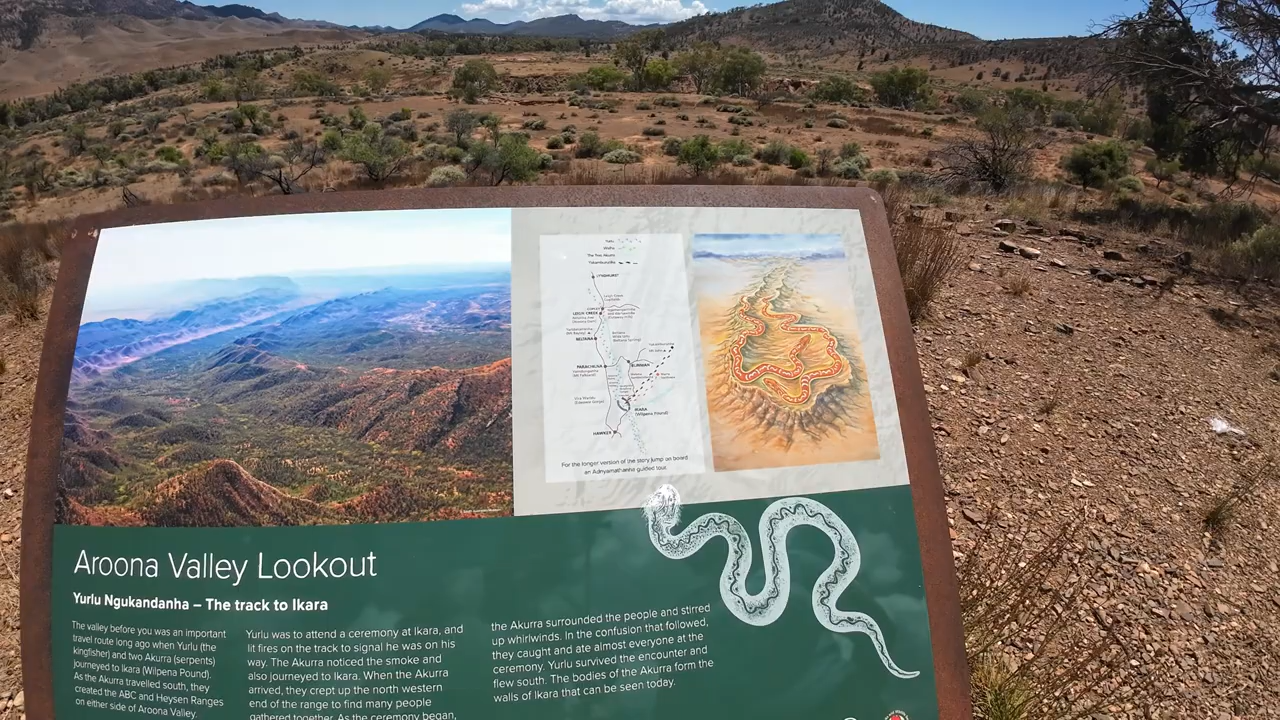 Yurlu
Walha
The Two Akurra
LYNDHURST
COPLEY
LEIGH CREEK
BELTANA
PARACHILNA
BLINMAN
IKARA
(Wilpena Pound)
HAWKER
For the longer version of the story jump on board
an Adnyamathanha guided tour.
Aroona Valley Lookout
Yurlu Ngukandanha – The track to Ikara
The valley before you was an important
travel route long ago when Yurlu (the
kingfisher) and two Akurra (serpents)
journeyed to Ikara (Wilpena Pound).
As the Akurra travelled south, they
created the ABC and Heysen Ranges
on either side of Aroona Valley.
Yurlu was to attend a ceremony at Ikara, and
lit fires on the track to signal he was on his
way. The Akurra noticed the smoke and
also journeyed to Ikara. When the Akurra
arrived, they crept up the north western
end of the range to find many people
gathered together. As the ceremony began,
the Akurra surrounded the people and stirred
up whirlwinds. In the confusion that followed,
they caught and ate almost everyone at the
ceremony. Yurlu survived the encounter and
flew south. The bodies of the Akurra form the
walls of Ikara that can be seen today.